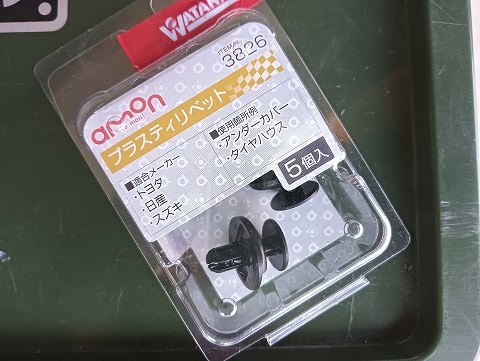 WATANA
ITEM No.
3826
amon
プラスティリベット
■適合メーカー
・トヨタ
・日産
・スズキ
■使用箇所例
・アンダーカバー
・タイヤハウス
5個入